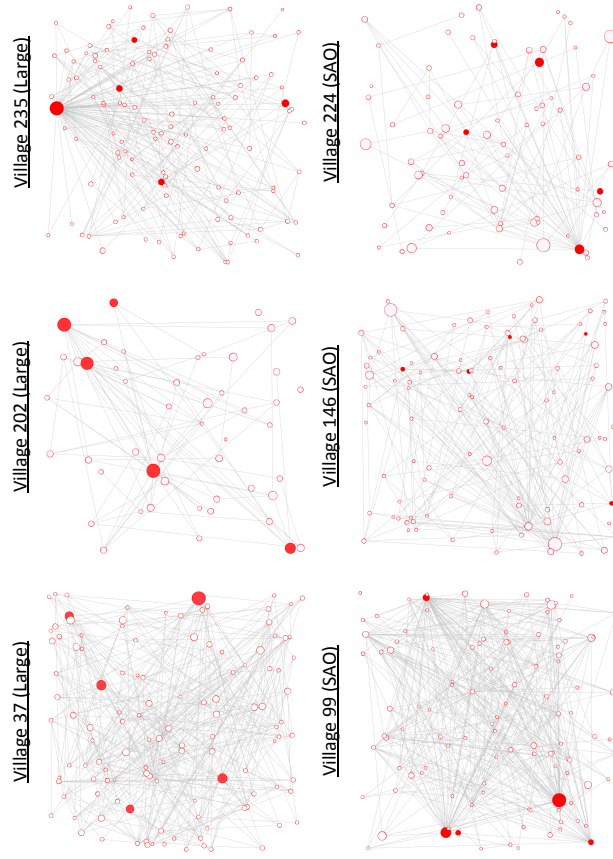 Village 235 (Large)
Village 224 (SAO)
Village 202 (Large)
Village 146 (SAO)
Village 37 (Large)
Village 99 (SAO)